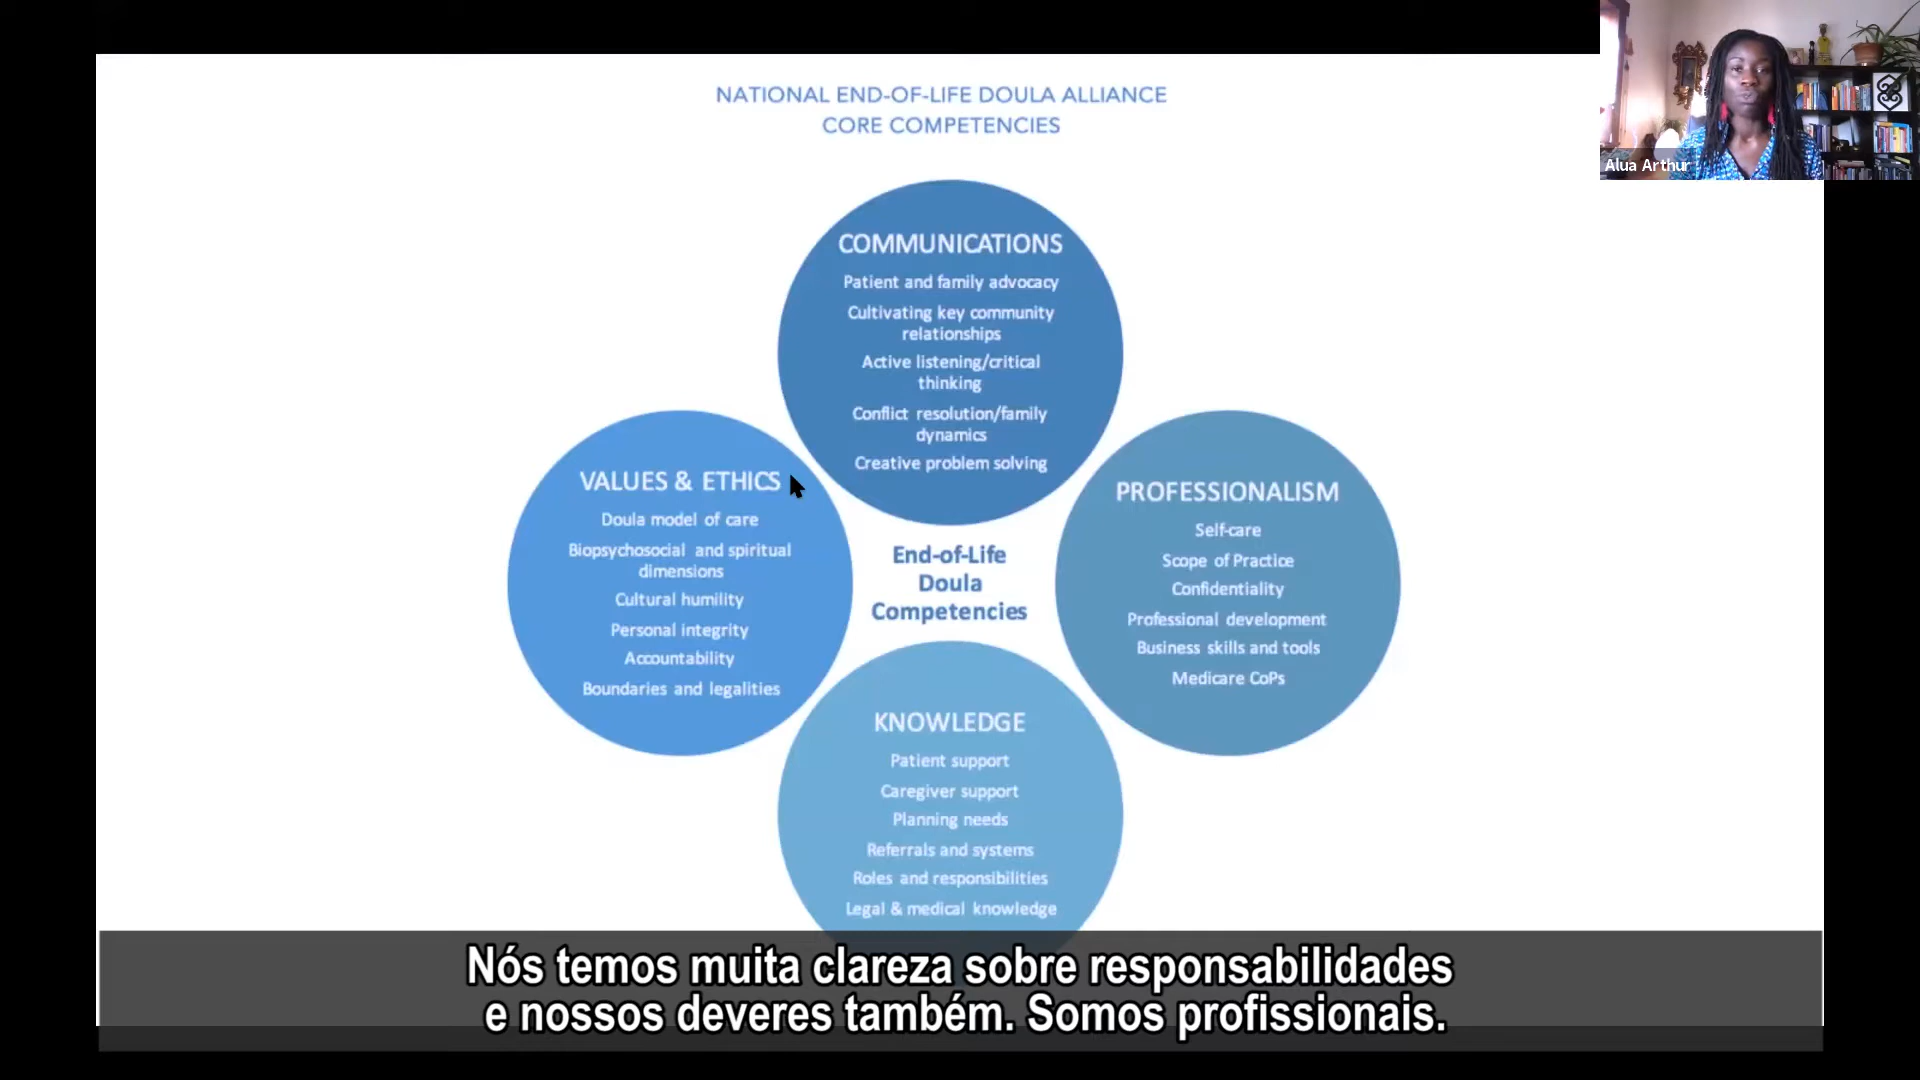 NATIONAL END-OF-LIFE DOULA ALLIANCE
CORE COMPETENCIES
Alua Arthur
COMMUNICATIONS
Patient and family advocacy
Cultivating key community
relationships
Active listening/critical
thinking
Conflict resolution/family
dynamics
Creative problem solving
VALUES & ETHICS
Doula model of care
Biopsychosocial and spiritual
dimensions
Cultural humility
Personal integrity
Accountability
Boundaries and legalities
End-of-Life
Doula
Competencies
PROFESSIONALISM
Self-care
Scope of Practice
Confidentiality
Professional development
Business skills and tools
Medicare CoPs
KNOWLEDGE
Patient support
Caregiver support
Planning needs
Referrals and systems
Roles and responsibilities
Legal & medical knowledge
Nós temos muita clareza sobre responsabilidades
e nossos deveres também. Somos profissionais.